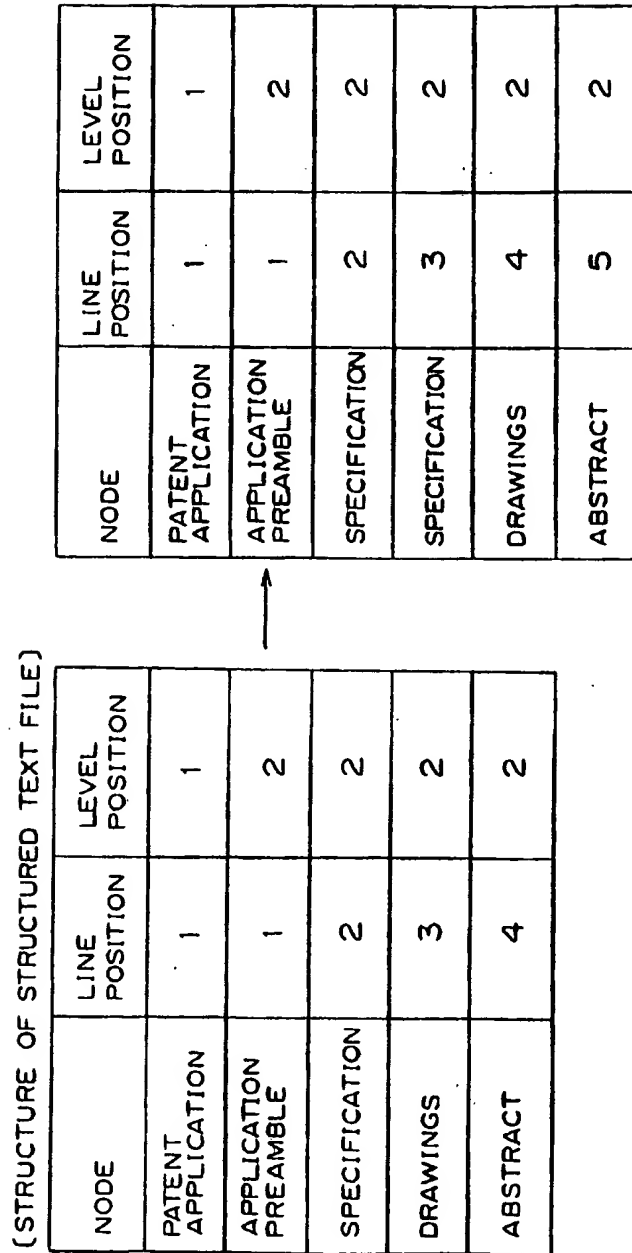 (STRUCTURE OF STRUCTURED TEXT FILE)
NODE LINE POSITION LEVEL POSITION
PATENT APPLICATION 1 1
APPLICATION PREAMBLE 1 2
SPECIFICATION 2 2
DRAWINGS 3 2
ABSTRACT 4 2
NODE LINE POSITION LEVEL POSITION
PATENT APPLICATION 1 1
APPLICATION PREAMBLE 1 2
SPECIFICATION 2 2
SPECIFICATION 3 2
DRAWINGS 4 2
ABSTRACT 5 2